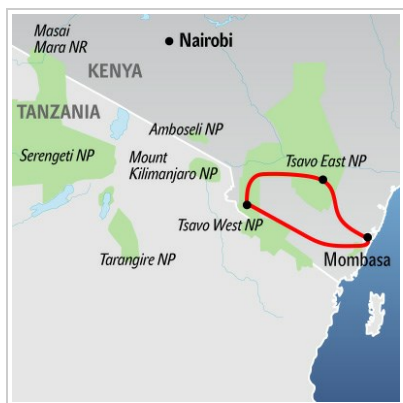 Masai
Mara NR
Nairobi
KENYA
TANZANIA
Amboseli NP
Serengeti NP
Mount
Kilimanjaro NP
Tsavo East NP
Tsavo West NP
Mombasa
Tarangire NP